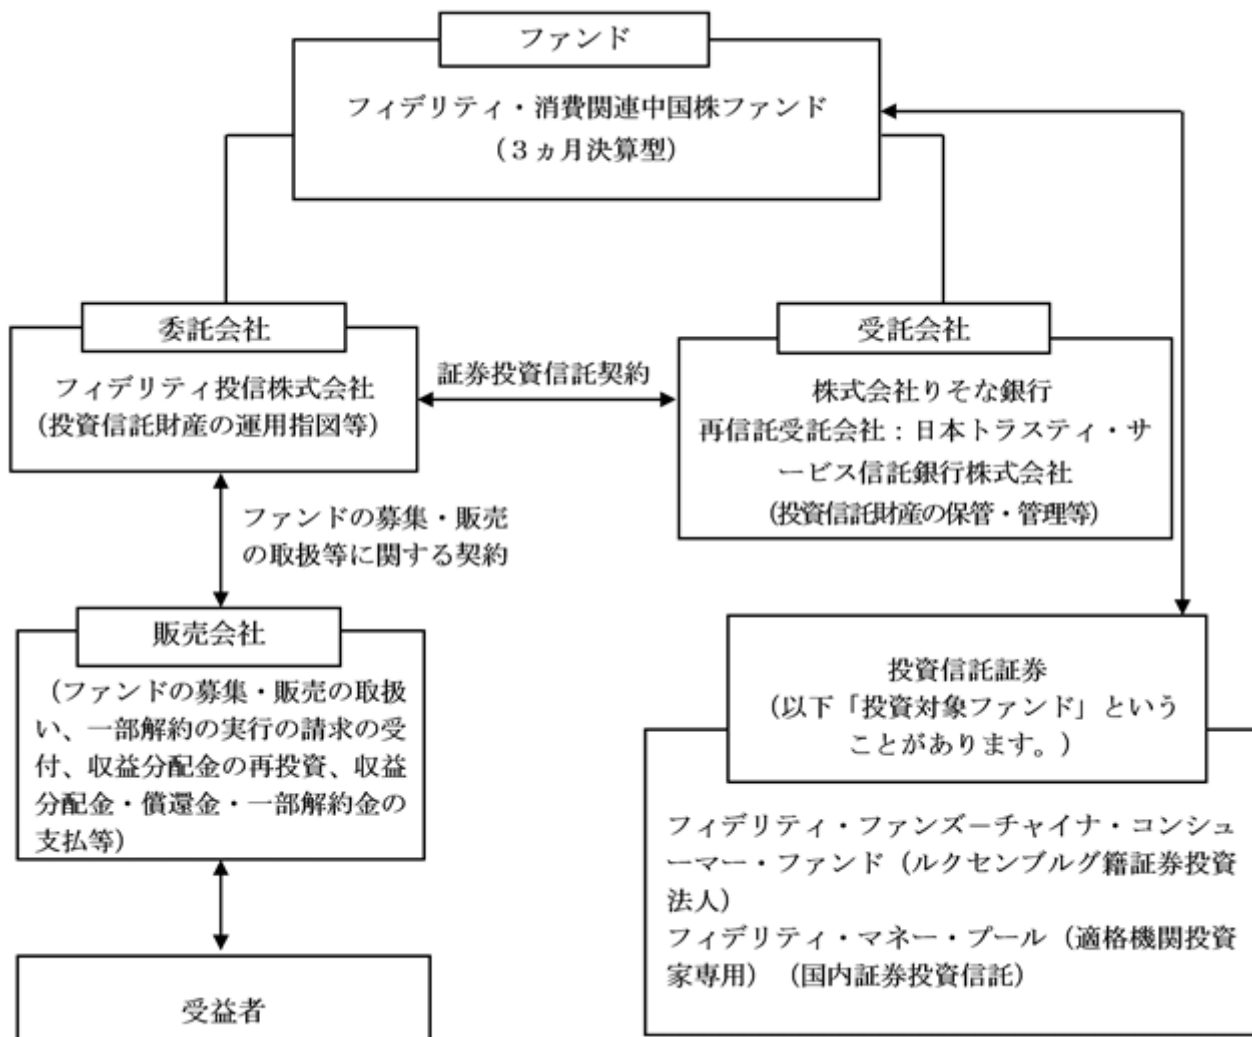 ファンド
フィデリティ・消費関連中国株ファンド
（３ヵ月決算型）
委託会社
フィデリティ投信株式会社
（投資信託財産の運用指図等）
証券投資信託契約
受託会社
株式会社りそな銀行
再信託受託会社：日本トラスティ・サ
ービス信託銀行株式会社
（投資信託財産の保管・管理等）
ファンドの募集・販売
の取扱等に関する契約
販売会社
（ファンドの募集・販売の取扱
い、一部解約の実行の請求の受
付、収益分配金の再投資、収益
分配金・償還金・一部解約金の
支払等）
受益者
投資信託証券
（以下「投資対象ファンド」という
ことがあります。）
フィデリティ・ファンズ－チャイナ・コンシュ
ーマー・ファンド（ルクセンブルグ籍証券投資
法人）
フィデリティ・マネー・プール（適格機関投資
家専用）（国内証券投資信託）